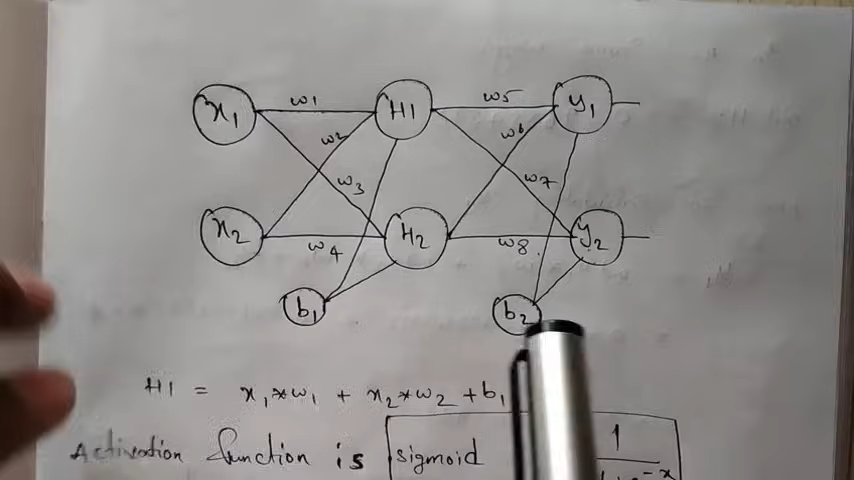 x1 w1 H1 w5 y1
w2 w6
w3 w7
x2 w4 H2 w8 y2
b1 b2
H1 = x1*w1 + x2*w2 + b1
Activation function is sigmoid 1
-x